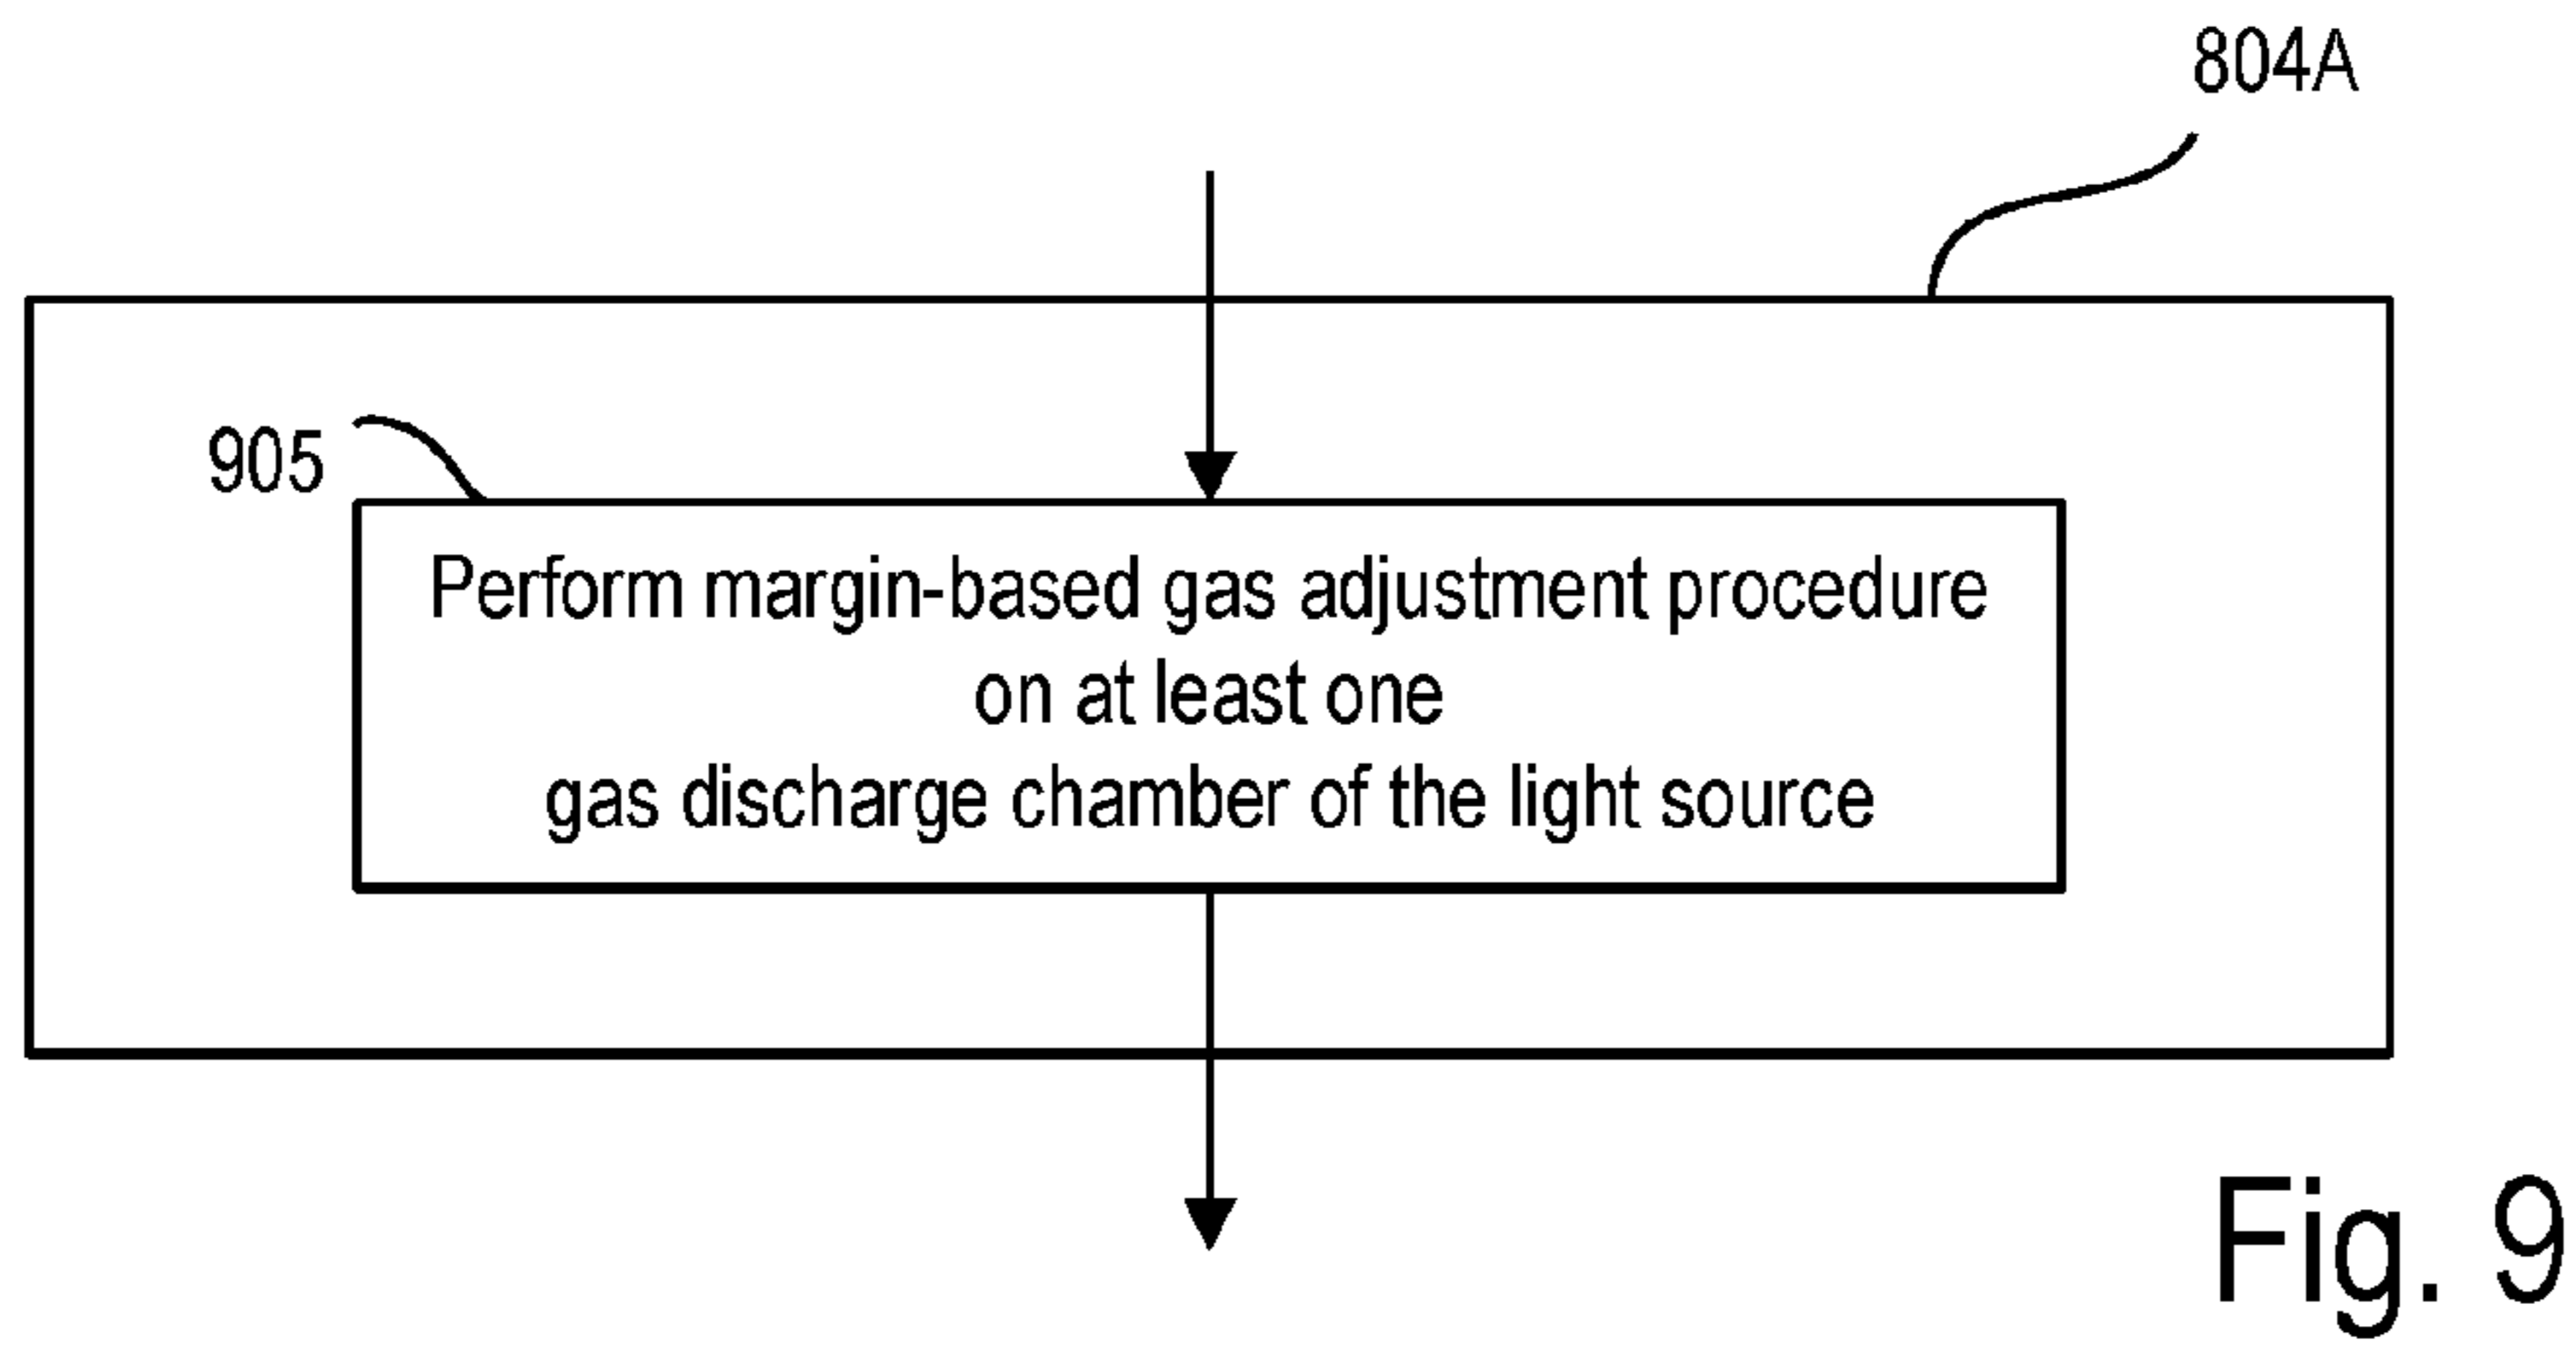 804A
905
Perform margin-based gas adjustment procedure
on at least one
gas discharge chamber of the light source
Fig. 9